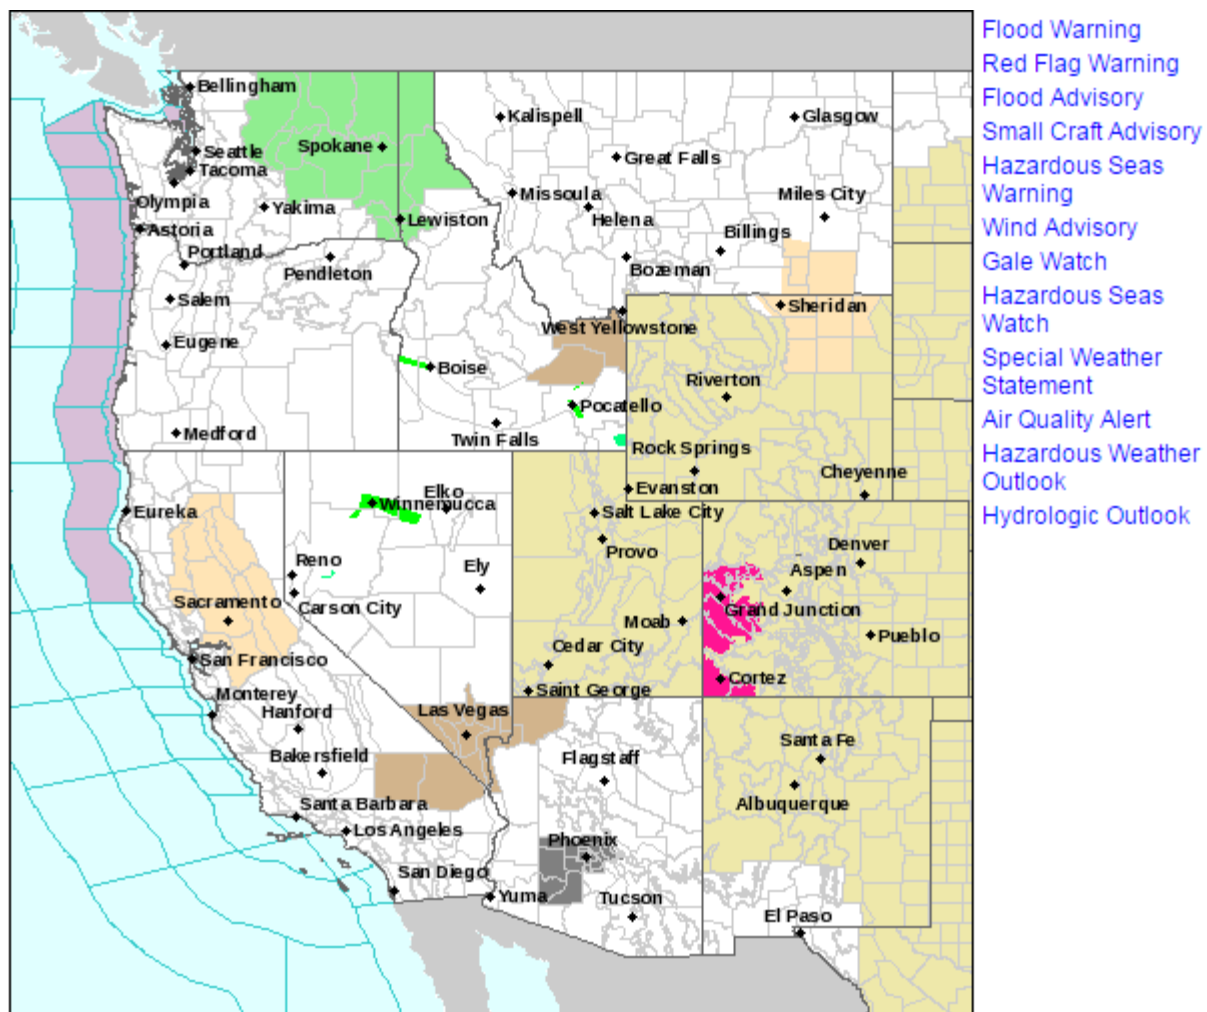 Bellingham
Seattle
Tacoma
Olympia
Astoria
Yakima
Spokane
Lewiston
Portland
Pendleton
Salem
Eugene
Medford
Kalispell
Glasgow
Great Falls
Missoula
Helena
Miles City
Billings
Bozeman
Sheridan
West Yellowstone
Boise
Pocatello
Twin Falls
Riverton
Rock Springs
Evanston
Cheyenne
Eureka
Elko
Winnemucca
Reno
Carson City
Ely
Salt Lake City
Provo
Moab
Cedar City
Saint George
Denver
Aspen
Grand Junction
Pueblo
Cortez
Sacramento
San Francisco
Monterey
Hanford
Bakersfield
Las Vegas
Santa Barbara
Los Angeles
San Diego
Yuma
Flagstaff
Phoenix
Tucson
Santa Fe
Albuquerque
El Paso
Flood Warning
Red Flag Warning
Flood Advisory
Small Craft Advisory
Hazardous Seas
Warning
Wind Advisory
Gale Watch
Hazardous Seas
Watch
Special Weather
Statement
Air Quality Alert
Hazardous Weather
Outlook
Hydrologic Outlook